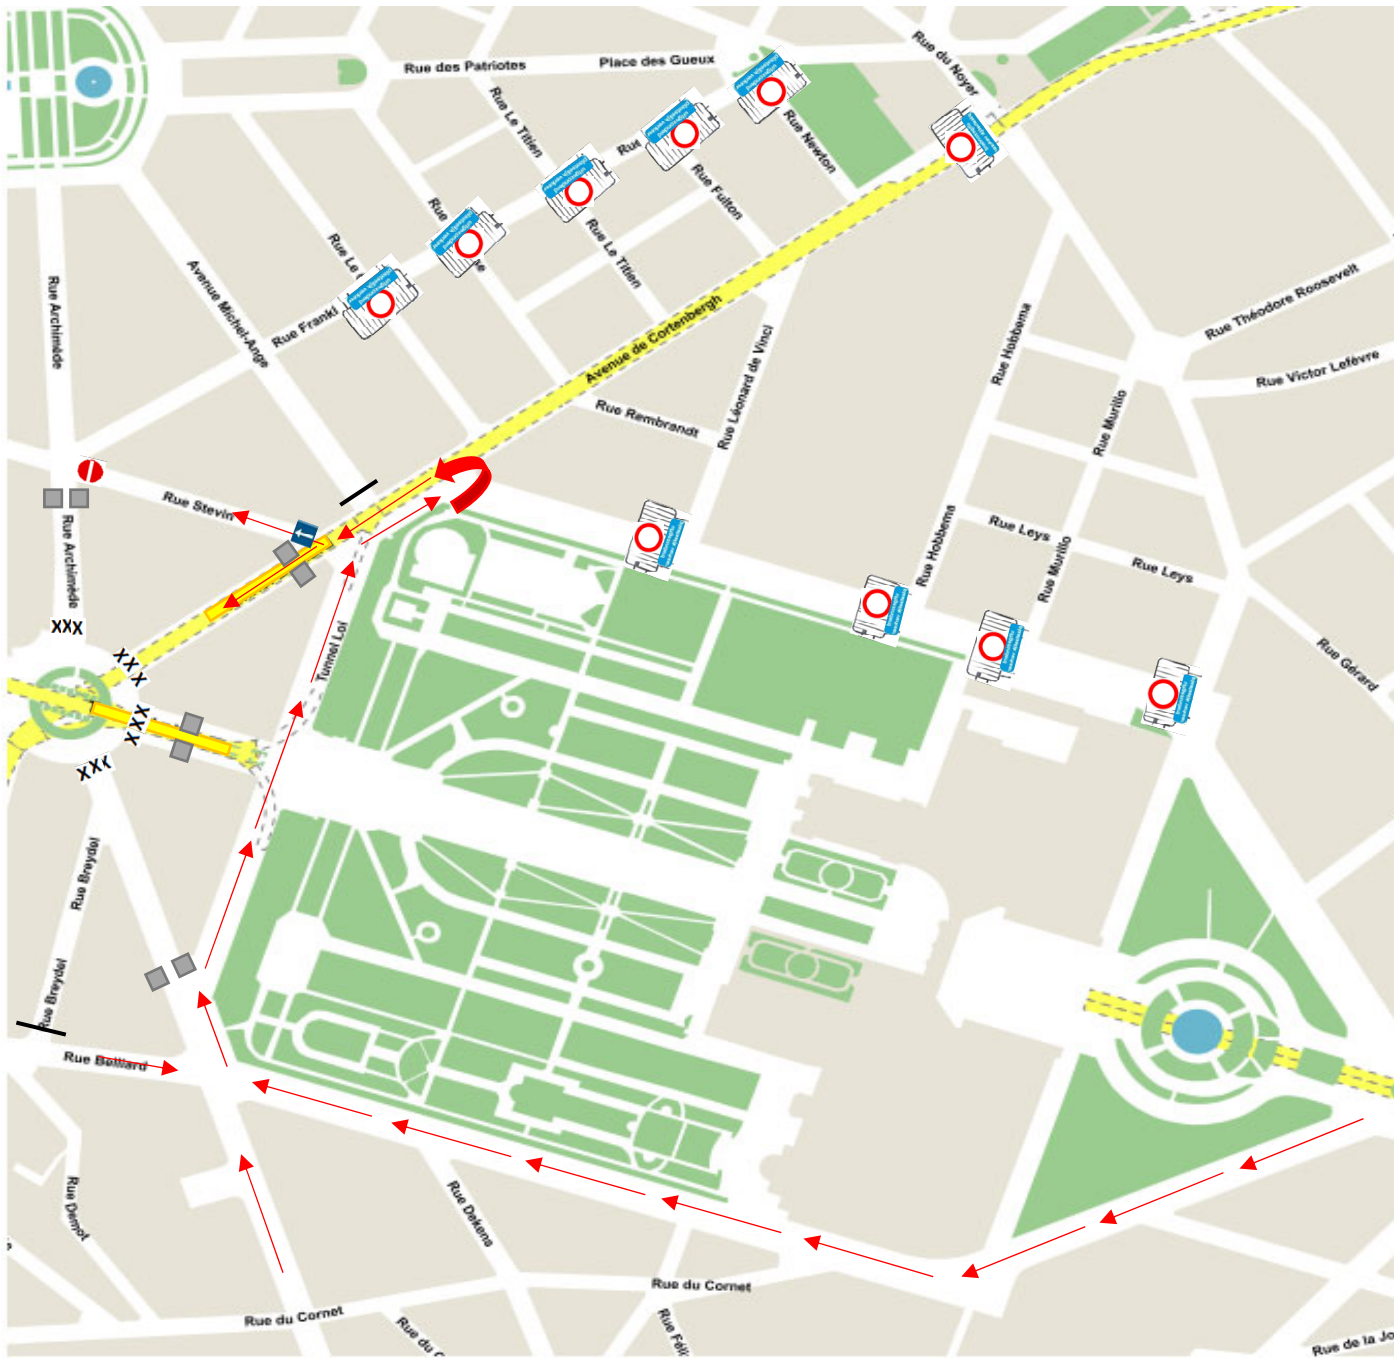 Rue des Patriotes
Place des Gueux
Rue du Noyer
Rue Le Titien
Rue Newton
Rue
Rue Fulton
Rue
Rue Le
Rue Le Titien
se
Avenue Michel-Ange
Rue Archimède
Rue Frankl
Avenue de Cortenbergh
Rue Théodore Roosevelt
Rue Victor Lefèvre
Rue Hobbema
Rue Léonard de Vinci
Rue Rembrandt
Rue Murillo
Rue Stevin
Rue Archimède
Rue Leys
Rue Hobbema
Rue Murillo
Rue Leys
XXX
XXX
Tunnel Loi
Rue Gérard
XXX
XXX
Rue Breydel
Rue Breydel
Rue Belliard
Rue Demot
Rue Dekens
Rue du Cornet
Rue du Cornet
Rue du C
Rue Féli
Rue de la Jo